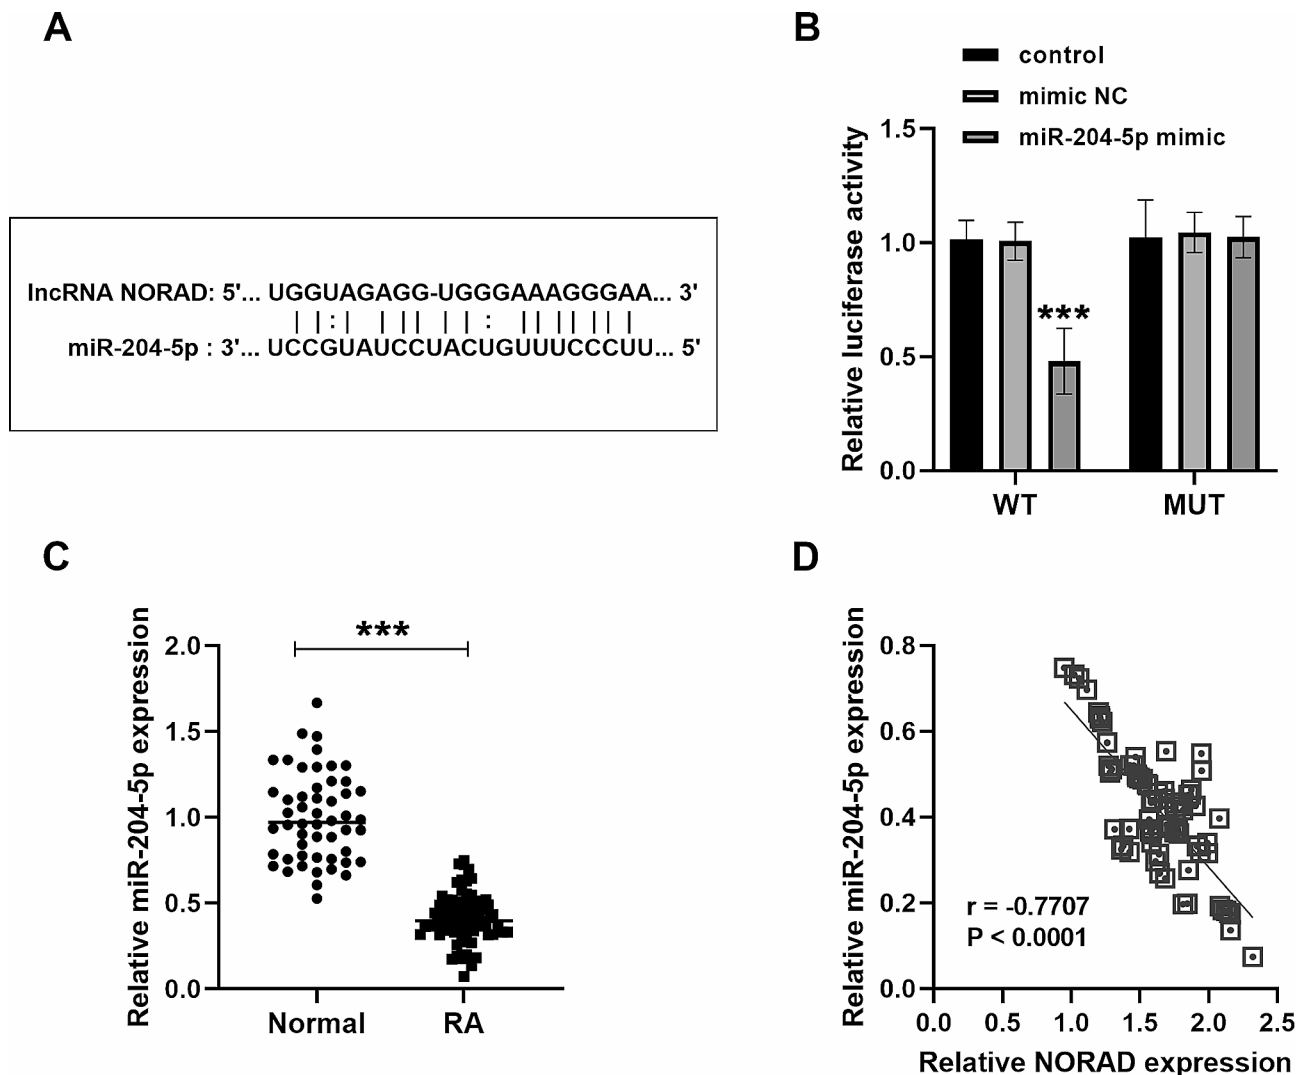 A
lncRNA NORAD: 5'... UGGUAGAGG-UGGGAAAGGGAA... 3'
miR-204-5p : 3'... UCCGUAUCCUACUGUUUCCCUU... 5'
B
control
mimic NC
miR-204-5p mimic
Relative luciferase activity
1.5
1.0
0.5
0.0
***
WT MUT
C
Relative miR-204-5p expression
2.0
1.5
1.0
0.5
0.0
***
Normal RA
D
Relative miR-204-5p expression
0.8
0.6
0.4
0.2
0.0
r = -0.7707
P < 0.0001
0.0 0.5 1.0 1.5 2.0 2.5
Relative NORAD expression